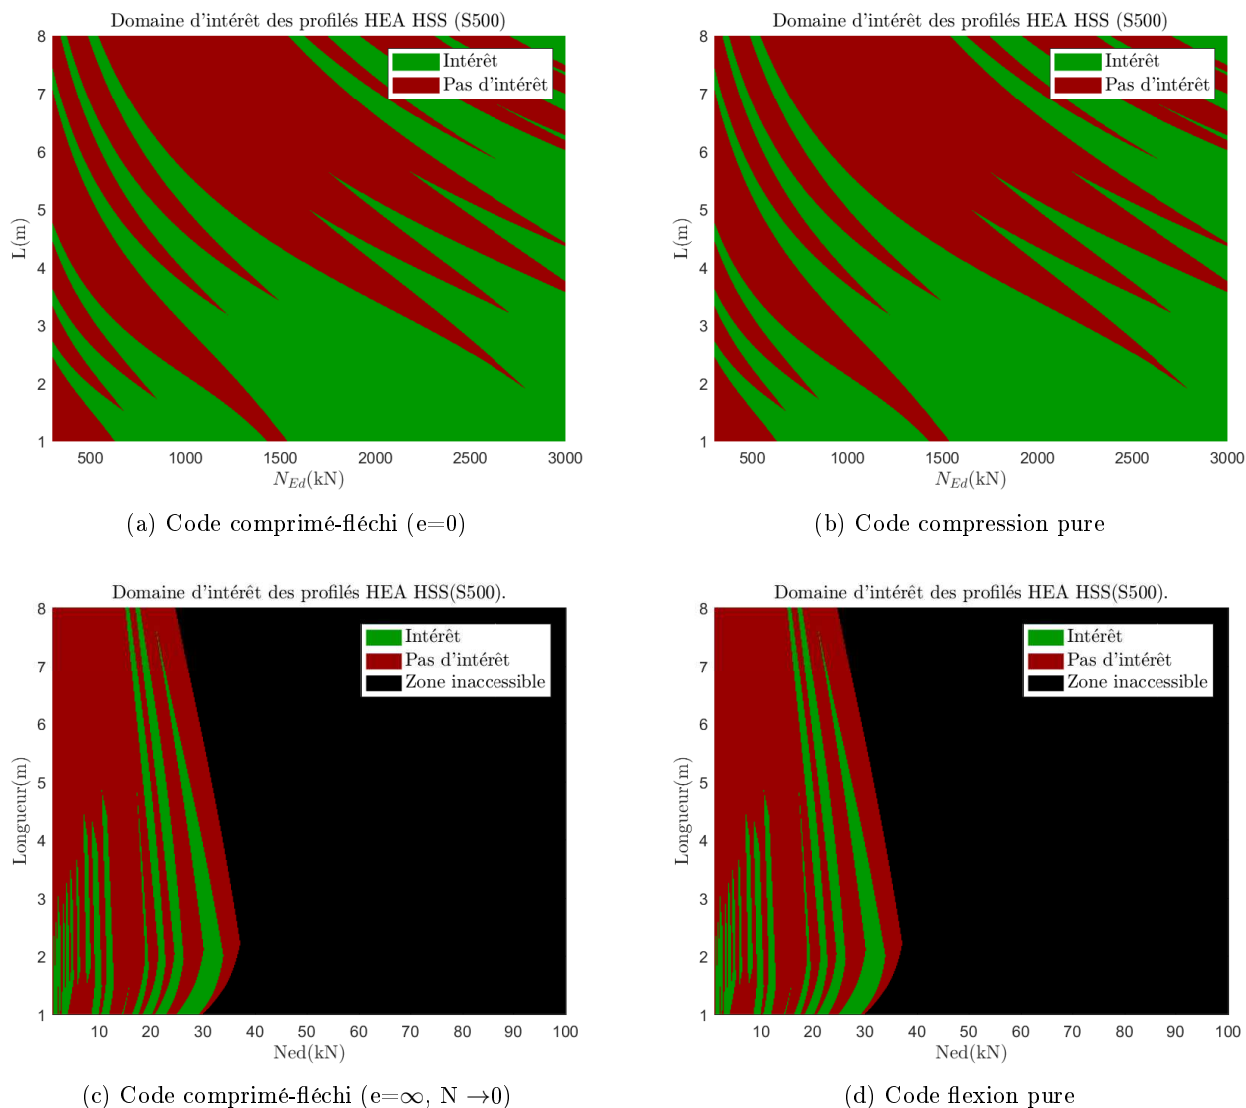 Domaine d'intérêt des profilés HEA HSS (S500)
8
7
6
5
4
3
2
1
L(m)
Intérêt
Pas d'intérêt
500
1000
1500
2000
2500
3000
N_Ed(kN)
(a) Code comprimé-fléchi (e=0)
Domaine d'intérêt des profilés HEA HSS (S500)
8
7
6
5
4
3
2
1
L(m)
Intérêt
Pas d'intérêt
500
1000
1500
2000
2500
3000
N_Ed(kN)
(b) Code compression pure
Domaine d'intérêt des profilés HEA HSS(S500).
8
7
6
5
4
3
2
1
Longueur(m)
Intérêt
Pas d'intérêt
Zone inaccessible
10
20
30
40
50
60
70
80
90
100
Ned(kN)
(c) Code comprimé-fléchi (e=∞, N →0)
Domaine d'intérêt des profilés HEA HSS(S500).
8
7
6
5
4
3
2
1
Longueur(m)
Intérêt
Pas d'intérêt
Zone inaccessible
10
20
30
40
50
60
70
80
90
100
Ned(kN)
(d) Code flexion pure